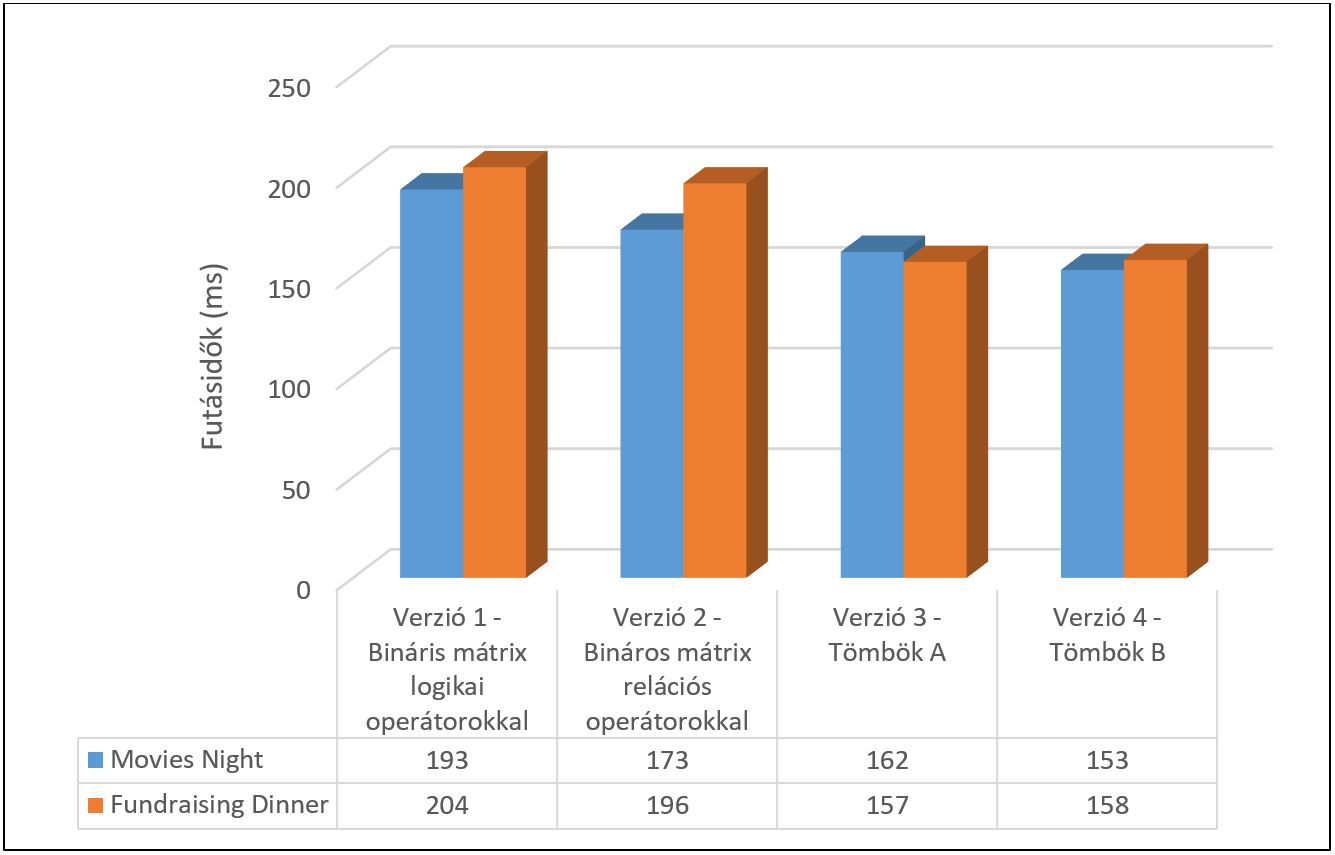 250
200
150
100
50
0
Futásidők (ms)
Verzió 1 -
Bináris mátrix
logikai
operátorokkal
Verzió 2 -
Bináros mátrix
relációs
operátorokkal
Verzió 3 -
Tömbök A
Verzió 4 -
Tömbök B
Movies Night 193 173 162 153
Fundraising Dinner 204 196 157 158